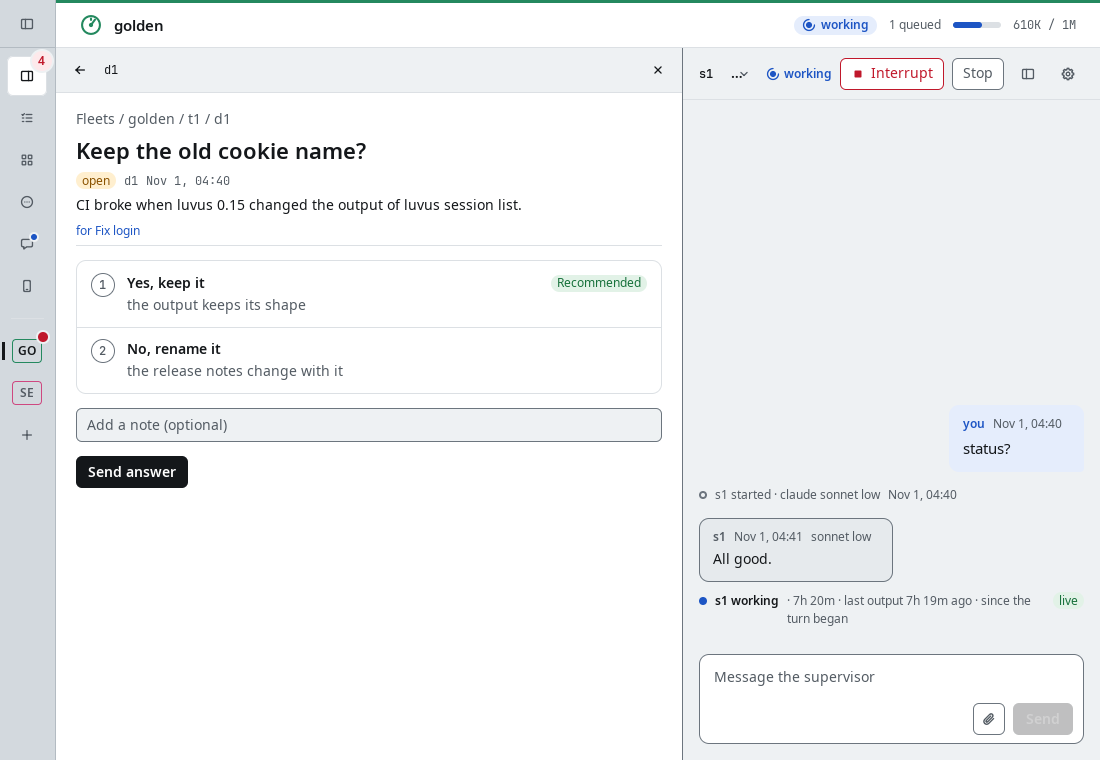 golden
working
1 queued
610K / 1M
4
GO
SE
d1
Fleets / golden / t1 / d1
Keep the old cookie name?
open d1 Nov 1, 04:40
CI broke when luvus 0.15 changed the output of luvus session list.
for Fix login
1 Yes, keep it Recommended
the output keeps its shape
2 No, rename it
the release notes change with it
Add a note (optional)
Send answer
s1 ... working Interrupt Stop
you Nov 1, 04:40
status?
s1 started · claude sonnet low Nov 1, 04:40
s1 Nov 1, 04:41 sonnet low
All good.
s1 working · 7h 20m · last output 7h 19m ago · since the live
turn began
Message the supervisor
Send